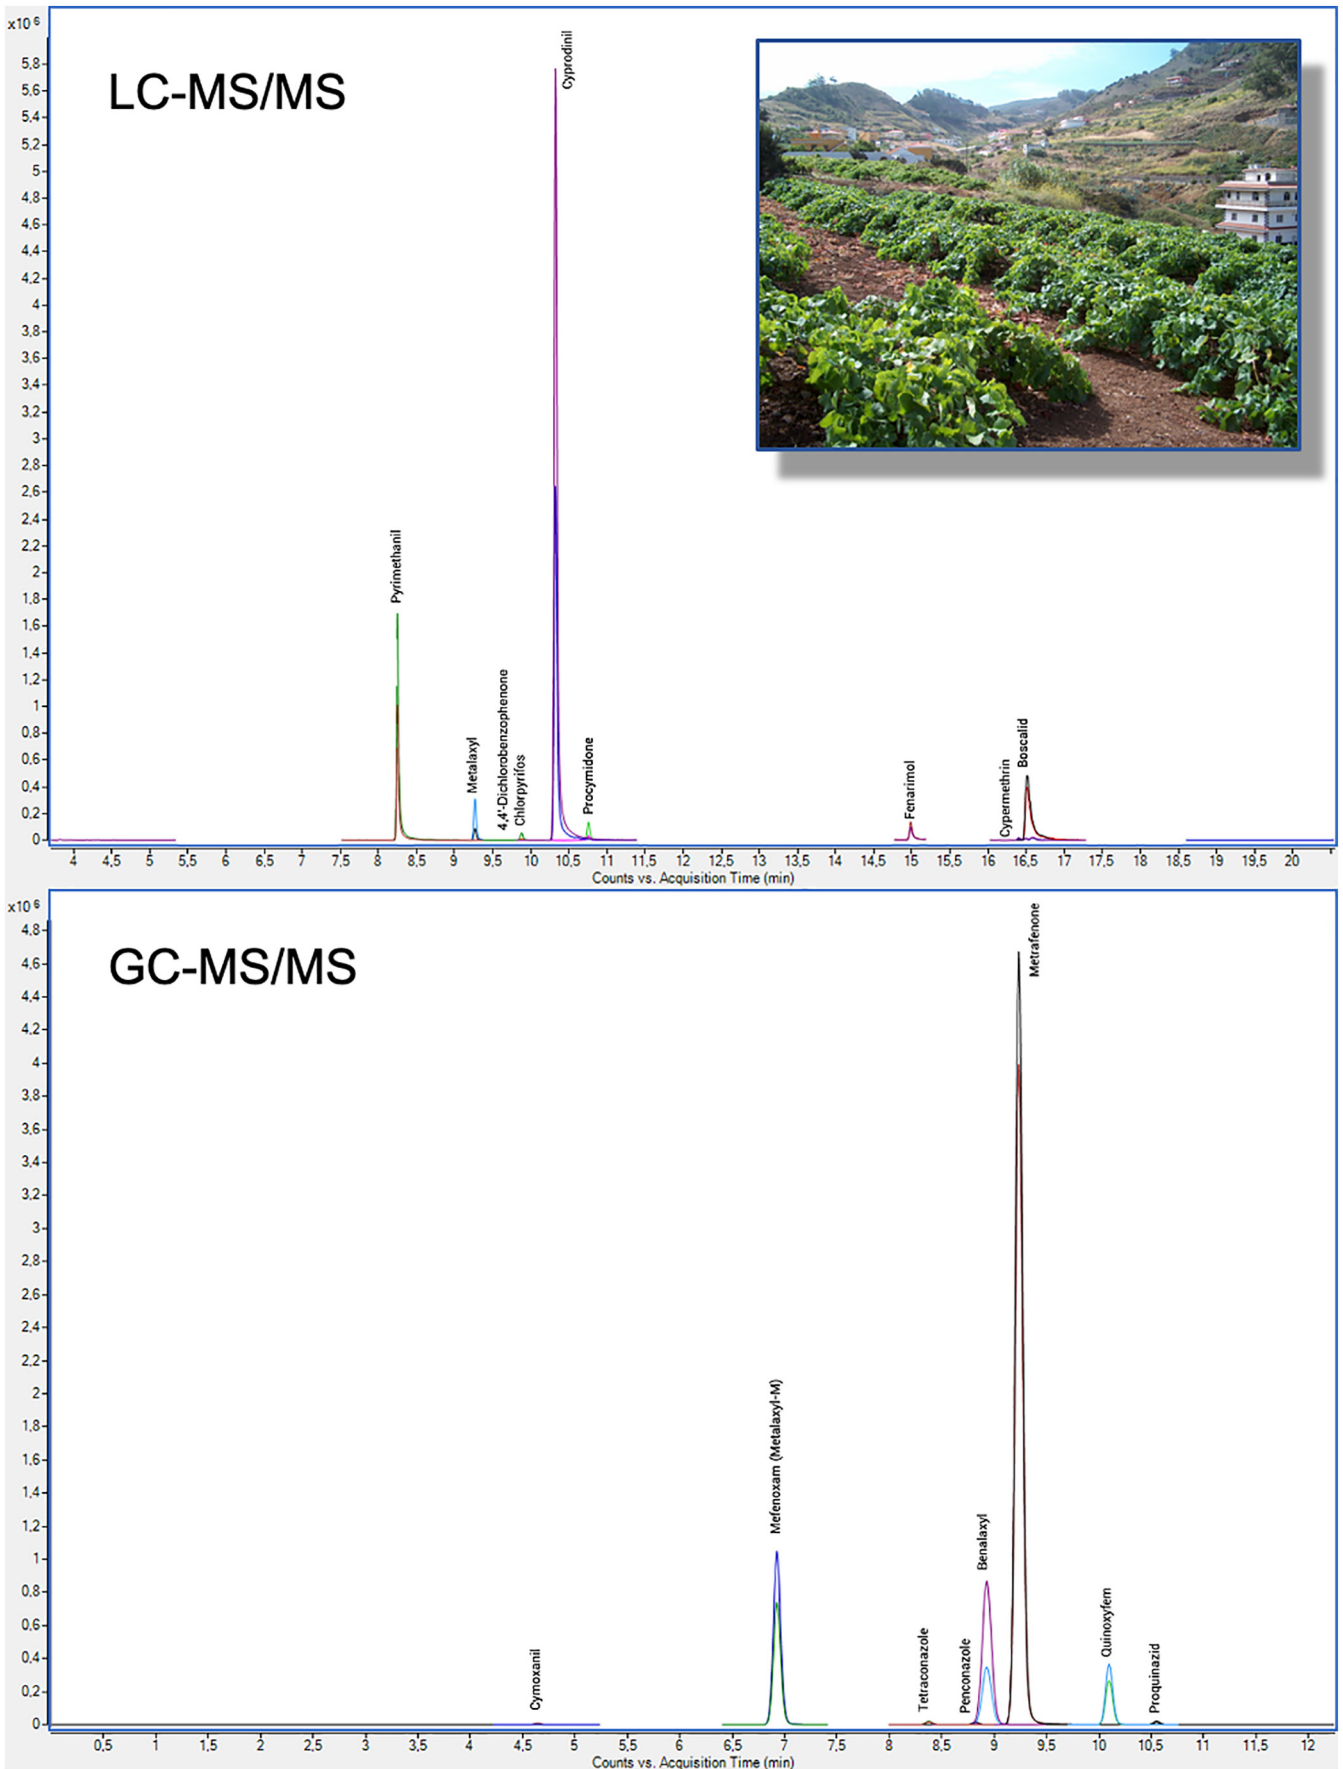 x10 6
LC-MS/MS
5,8
5,6
5,4
5,2
5
4,8
4,6
4,4
4,2
4
3,8
3,6
3,4
3,2
3
2,8
2,6
2,4
2,2
2
1,8
1,6
1,4
1,2
1
0,8
0,6
0,4
0,2
0
Pyrimethanil
Metalaxyl
4,4'-Dichlorobenzophenone
Chlorpyrifos
Cyprodinil
Procymidone
Fenarimol
Cypermethrin
Boscalid
4 4,5 5 5,5 6 6,5 7 7,5 8 8,5 9 9,5 10 10,5 11 11,5 12 12,5 13 13,5 14 14,5 15 15,5 16 16,5 17 17,5 18 18,5 19 19,5 20
Counts vs. Acquisition Time (min)
x10 6
GC-MS/MS
4,8
4,6
4,4
4,2
4
3,8
3,6
3,4
3,2
3
2,8
2,6
2,4
2,2
2
1,8
1,6
1,4
1,2
1
0,8
0,6
0,4
0,2
0
Cymoxanil
Mefenoxam (Metalaxyl-M)
Tetraconazole
Penconazole
Benalaxyl
Metrafenone
Quinoxyfem
Proquinazid
0,5 1 1,5 2 2,5 3 3,5 4 4,5 5 5,5 6 6,5 7 7,5 8 8,5 9 9,5 10 10,5 11 11,5 12
Counts vs. Acquisition Time (min)